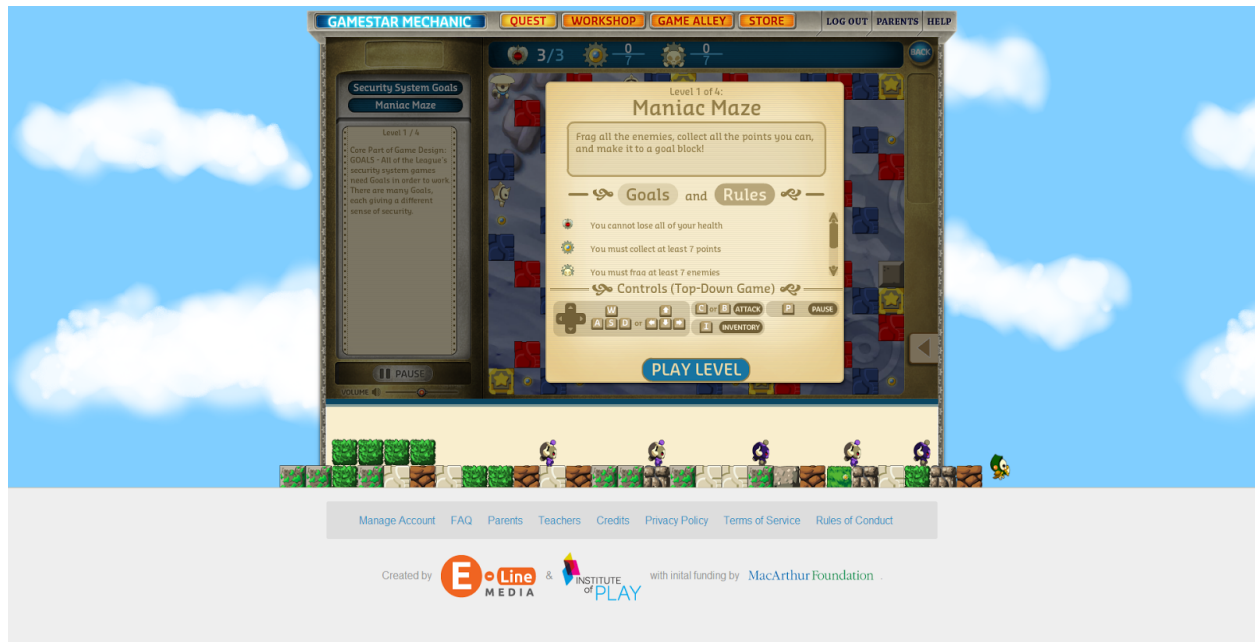 GAMESTAR MECHANIC
QUEST
WORKSHOP
GAME ALLEY
STORE
LOG OUT
PARENTS
HELP
3/3
0
7
0
7
BACK
Security System Goals
Maniac Maze
Level 1 / 4
Core Part of Game Design:
GOALS - All of the League's
security system games
need Goals in order to work.
There are many Goals,
each giving a different
sense of security.
PAUSE
VOLUME
Level 1 of 4:
Maniac Maze
Frag all the enemies, collect all the points you can,
and make it to a goal block!
Goals and Rules
You cannot lose all of your health
You must collect at least 7 points
You must frag at least 7 enemies
Controls (Top-Down Game)
W
A S D or
C or B ATTACK
I INVENTORY
P PAUSE
PLAY LEVEL
Manage Account
FAQ
Parents
Teachers
Credits
Privacy Policy
Terms of Service
Rules of Conduct
Created by
E-Line
MEDIA
&
INSTITUTE
of PLAY
with inital funding by
MacArthur Foundation .